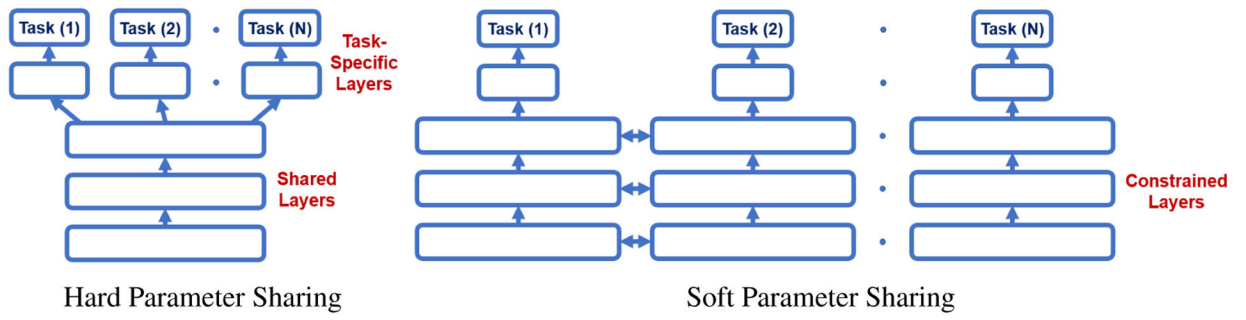 Task (1) Task (2) Task (N)
Task-
Specific
Layers
Shared
Layers
Hard Parameter Sharing
Task (1) Task (2) Task (N)
Constrained
Layers
Soft Parameter Sharing